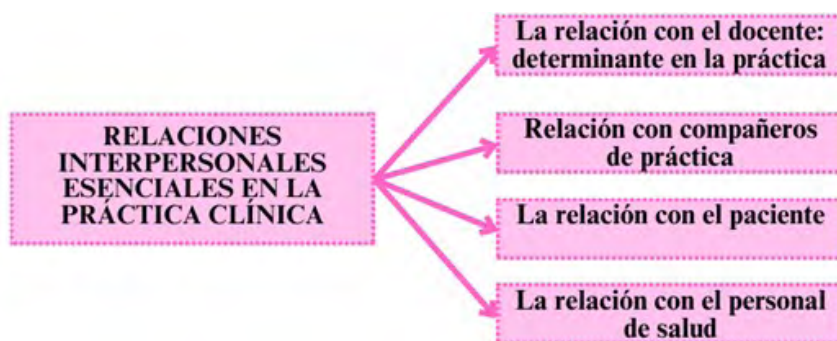 RELACIONES
INTERPERSONALES
ESENCIALES EN LA
PRÁCTICA CLÍNICA
La relación con el docente:
determinante en la práctica
Relación con compañeros
de práctica
La relación con el paciente
La relación con el personal
de salud